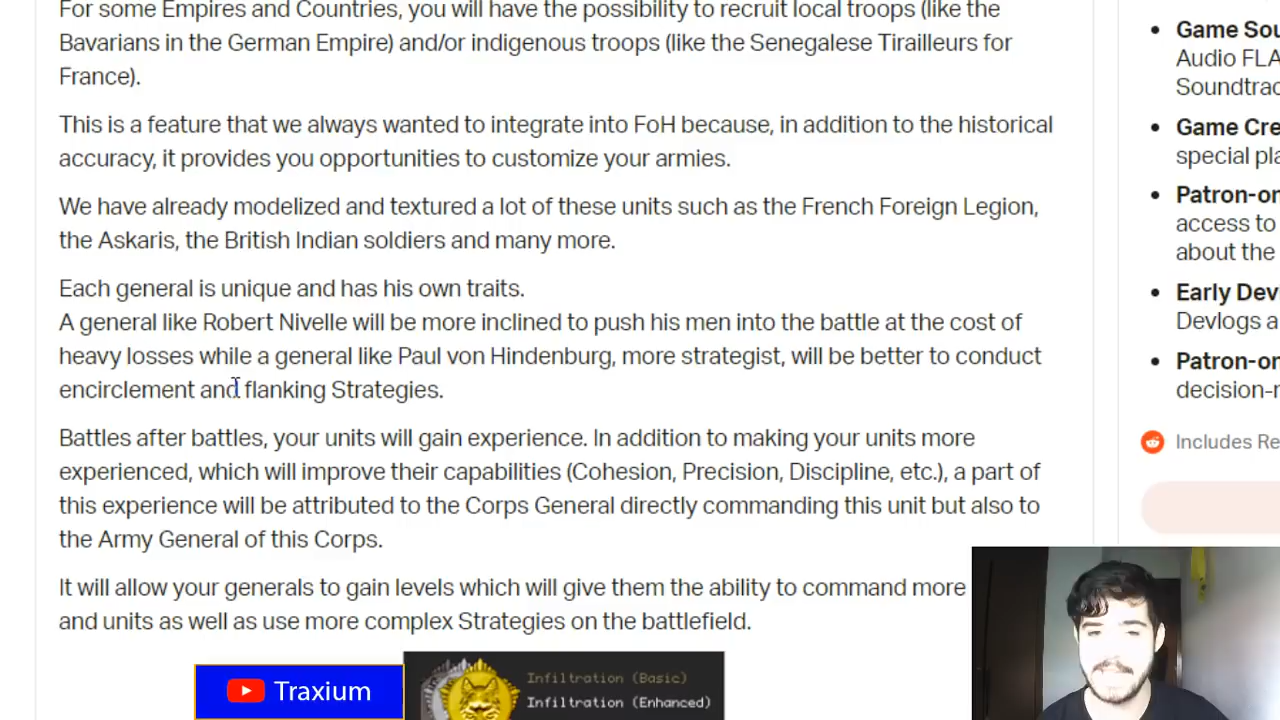 For some Empires and Countries, you will have the possibility to recruit local troops (like the
Bavarians in the German Empire) and/or indigenous troops (like the Senegalese Tirailleurs for
France).
This is a feature that we always wanted to integrate into FoH because, in addition to the historical
accuracy, it provides you opportunities to customize your armies.
We have already modelized and textured a lot of these units such as the French Foreign Legion,
the Askaris, the British Indian soldiers and many more.
Each general is unique and has his own traits.
A general like Robert Nivelle will be more inclined to push his men into the battle at the cost of
heavy losses while a general like Paul von Hindenburg, more strategist, will be better to conduct
encirclement and flanking Strategies.
Battles after battles, your units will gain experience. In addition to making your units more
experienced, which will improve their capabilities (Cohesion, Precision, Discipline, etc.), a part of
this experience will be attributed to the Corps General directly commanding this unit but also to
the Army General of this Corps.
It will allow your generals to gain levels which will give them the ability to command more
and units as well as use more complex Strategies on the battlefield.
Traxium
Infiltration (Basic)
Infiltration (Enhanced)
Game Sou
Audio FLA
Soundtrac
Game Cre
special pla
Patron-on
access to
about the
Early Dev
Devlogs a
Patron-on
decision-m
Includes Re